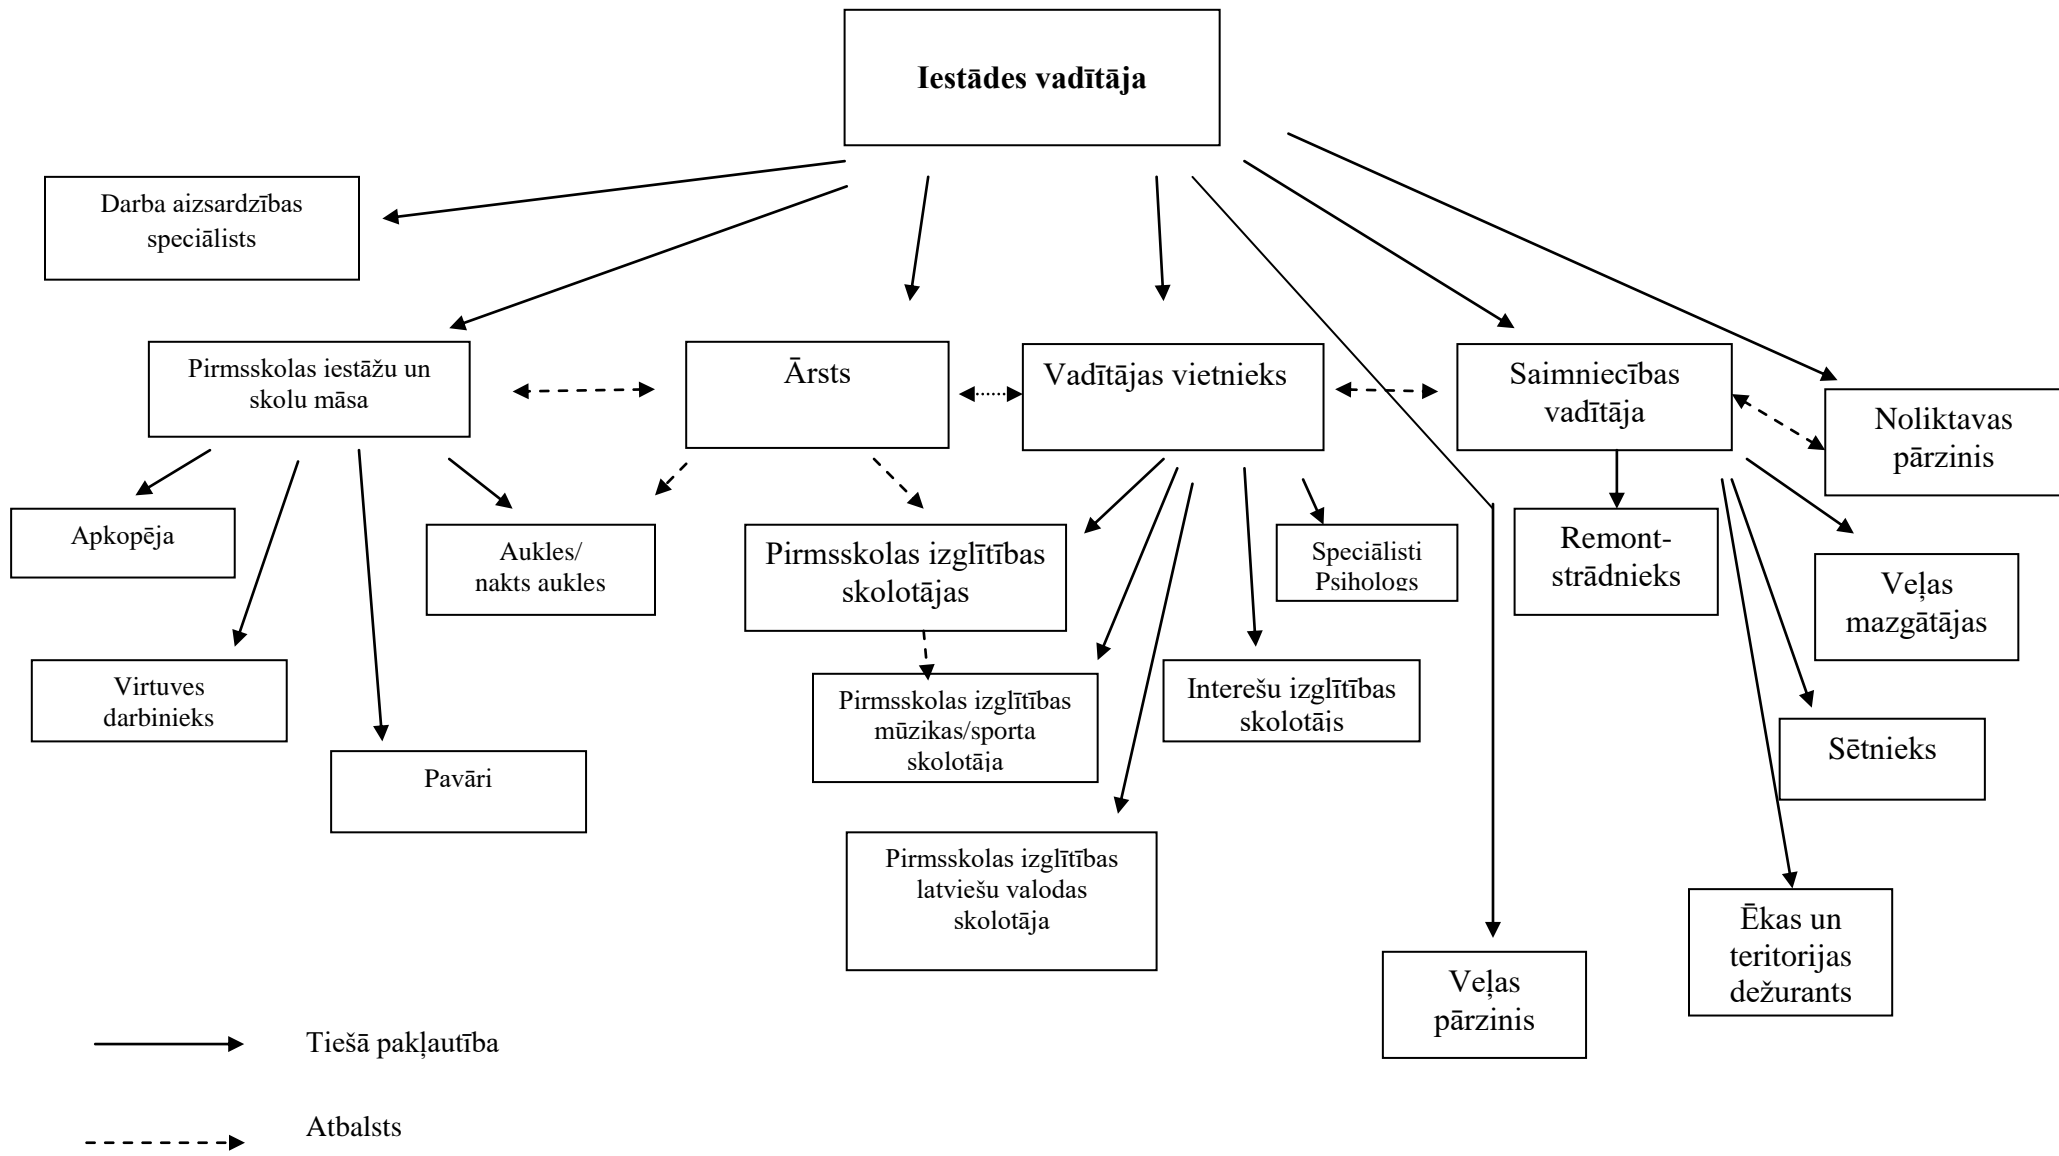 Iestādes vadītāja
Darba aizsardzības
speciālists
Pirmsskolas iestāžu un
skolu māsa
Ārsts
Vadītājas vietnieks
Saimniecības
vadītāja
Noliktavas
pārzinis
Apkopēja
Aukles/
nakts aukles
Pirmsskolas izglītības
skolotājas
Speciālisti
Psihologs
Remont-
strādnieks
Veļas
mazgātājas
Virtuves
darbinieks
Pirmsskolas izglītības
mūzikas/sporta
skolotāja
Interešu izglītības
skolotājs
Sētnieks
Pavāri
Pirmsskolas izglītības
latviešu valodas
skolotāja
Ēkas un
teritorijas
dežurants
Veļas
pārzinis
Tiešā pakļautība
Atbalsts